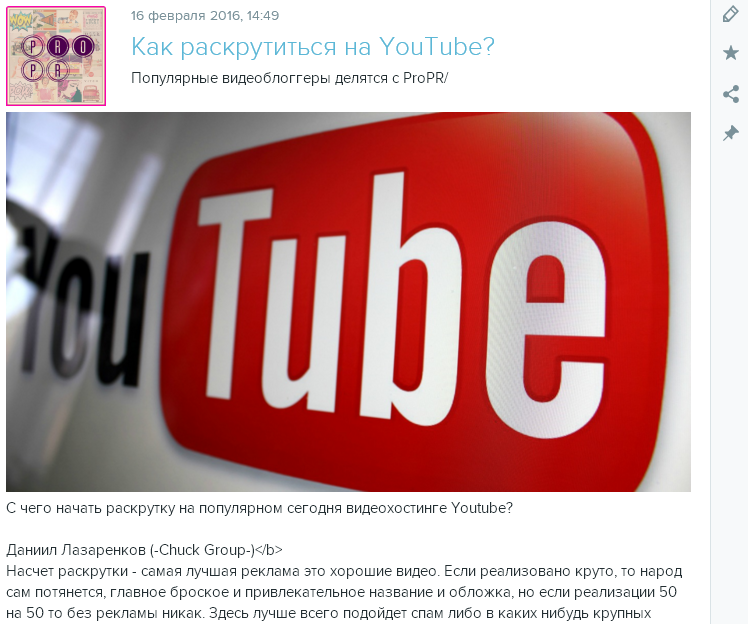 16 февраля 2016, 14:49
Как раскрутиться на YouTube?
Популярные видеоблоггеры делятся с ProPR/
WOW
PRO
PR
You Tube
С чего начать раскрутку на популярном сегодня видеохостинге Youtube?
Даниил Лазаренков (-Chuck Group-)</b>
Насчет раскрутки - самая лучшая реклама это хорошие видео. Если реализовано круто, то народ
сам потянется, главное броское и привлекательное название и обложка, но если реализации 50
на 50 то без рекламы никак. Здесь лучше всего подойдет спам либо в каких нибудь крупных